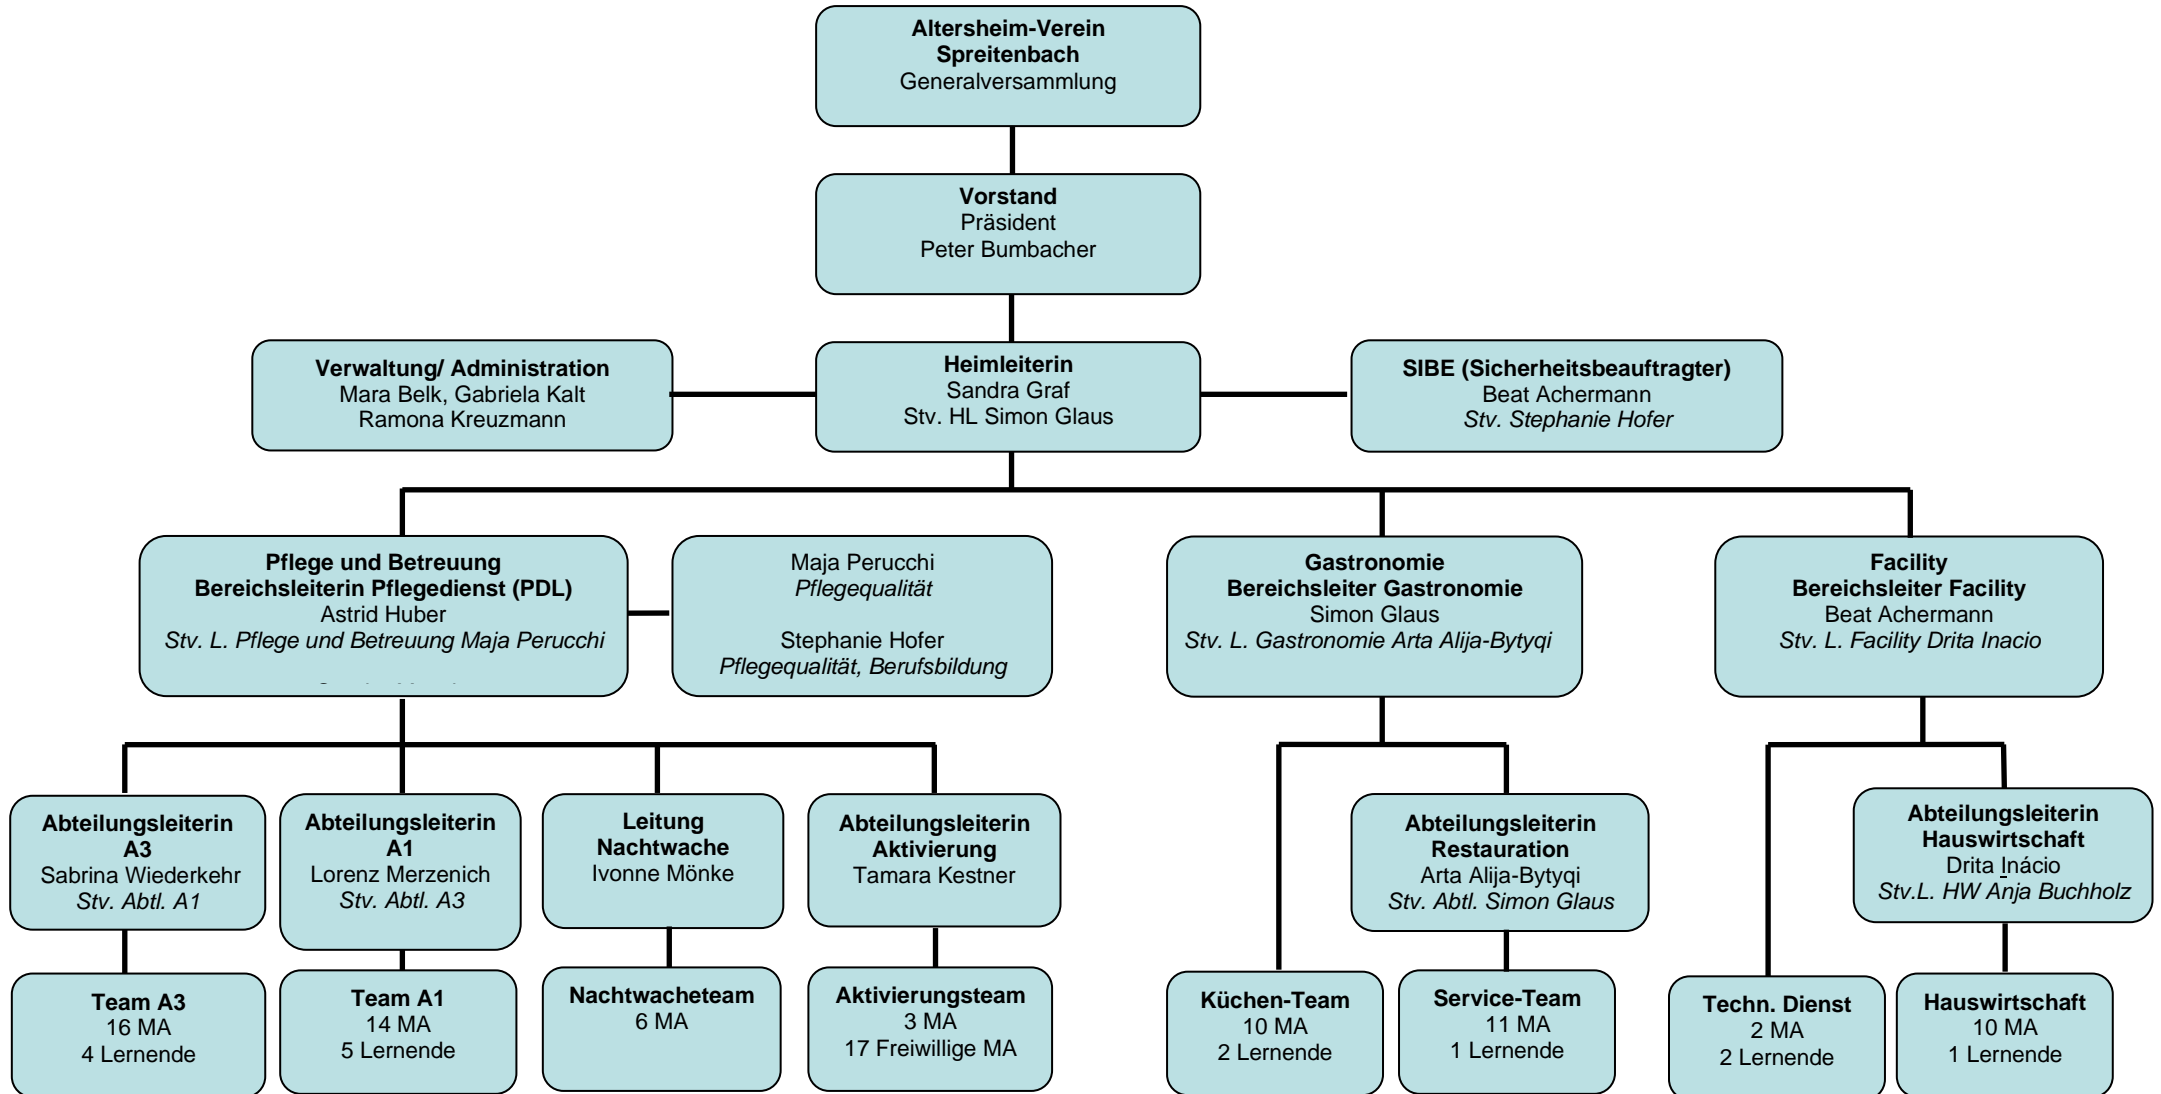 Altersheim-Verein
Spreitenbach
Generalversammlung
Vorstand
Präsident
Peter Bumbacher
Verwaltung/ Administration
Mara Belk, Gabriela Kalt
Ramona Kreuzmann
Heimleiterin
Sandra Graf
Stv. HL Simon Glaus
SIBE (Sicherheitsbeauftragter)
Beat Achermann
Stv. Stephanie Hofer
Pflege und Betreuung
Bereichsleiterin Pflegedienst (PDL)
Astrid Huber
Stv. L. Pflege und Betreuung Maja Perucchi
Maja Perucchi
Pflegequalität
Stephanie Hofer
Pflegequalität, Berufsbildung
Gastronomie
Bereichsleiter Gastronomie
Simon Glaus
Stv. L. Gastronomie Arta Alija-Bytyqi
Facility
Bereichsleiter Facility
Beat Achermann
Stv. L. Facility Drita Inacio
Abteilungsleiterin
A3
Sabrina Wiederkehr
Stv. Abtl. A1
Abteilungsleiterin
A1
Lorenz Merzenich
Stv. Abtl. A3
Leitung
Nachtwache
Ivonne Mönke
Abteilungsleiterin
Aktivierung
Tamara Kestner
Abteilungsleiterin
Restauration
Arta Alija-Bytyqi
Stv. Abtl. Simon Glaus
Abteilungsleiterin
Hauswirtschaft
Drita Inácio
Stv.L. HW Anja Buchholz
Team A3
16 MA
4 Lernende
Team A1
14 MA
5 Lernende
Nachtwacheteam
6 MA
Aktivierungsteam
3 MA
17 Freiwillige MA
Küchen-Team
10 MA
2 Lernende
Service-Team
11 MA
1 Lernende
Techn. Dienst
2 MA
2 Lernende
Hauswirtschaft
10 MA
1 Lernende